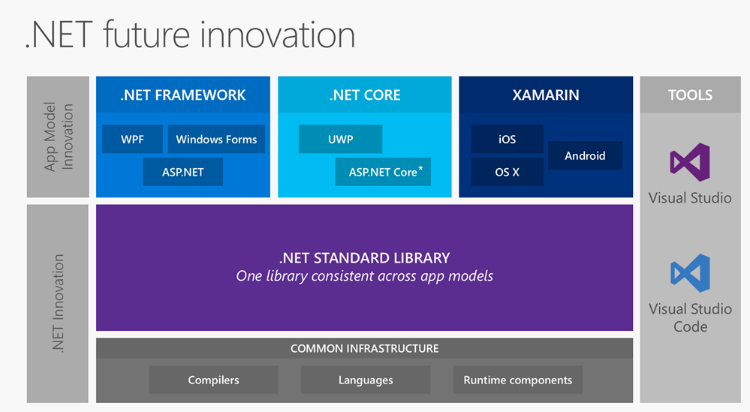 .NET future innovation
App Model
Innovation
.NET FRAMEWORK
WPF
Windows Forms
ASP.NET
.NET CORE
UWP
ASP.NET Core*
XAMARIN
iOS
Android
OS X
TOOLS
Visual Studio
Visual Studio
Code
.NET Innovation
.NET STANDARD LIBRARY
One library consistent across app models
COMMON INFRASTRUCTURE
Compilers
Languages
Runtime components